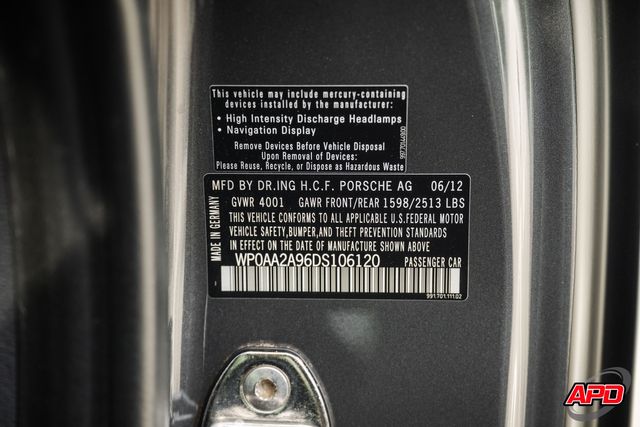 This vehicle may include mercury-containing
devices installed by the manufacturer:
• High Intensity Discharge Headlamps
• Navigation Display
Remove Devices Before Vehicle Disposal
Upon Removal of Devices:
Please Reuse, Recycle, or Dispose as Hazardous Waste
MFD BY DR.ING H.C.F. PORSCHE AG 06/12
GVWR 4001 GAWR FRONT/REAR 1598/2513 LBS
THIS VEHICLE CONFORMS TO ALL APPLICABLE U.S.FEDERAL MOTOR
VEHICLE SAFETY,BUMPER,AND THEFT PREVENTION STANDARDS
IN EFFECT ON THE DATE OF MANUFACTURE SHOWN ABOVE.
MADE IN GERMANY
WP0AA2A96DS106120 PASSENGER CAR
991.701.111.02
APD